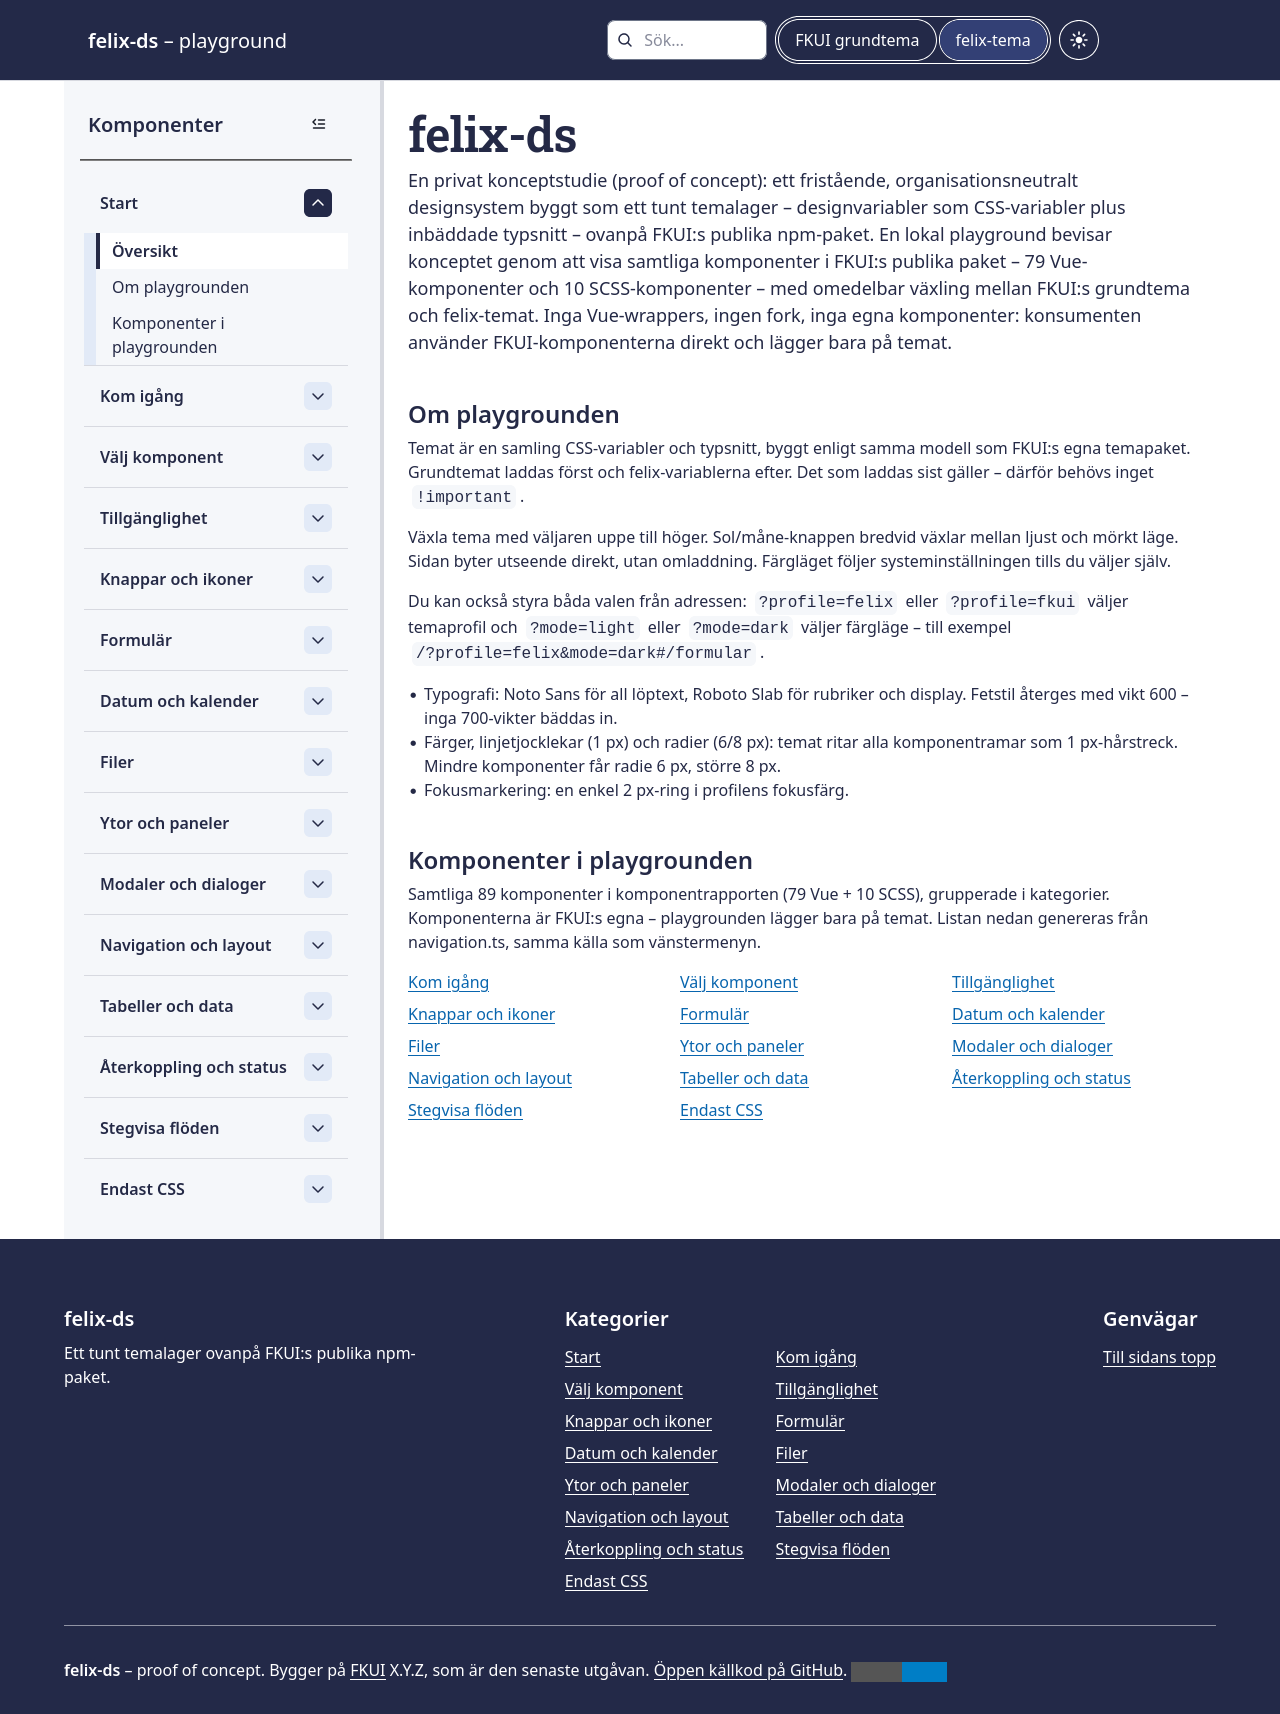 felix-ds – playground
Sök...
FKUI grundtema
felix-tema
Komponenter
Start
Översikt
Om playgrounden
Komponenter i
playgrounden
Kom igång
Välj komponent
Tillgänglighet
Knappar och ikoner
Formulär
Datum och kalender
Filer
Ytor och paneler
Modaler och dialoger
Navigation och layout
Tabeller och data
Återkoppling och status
Stegvisa flöden
Endast CSS
felix-ds
En privat konceptstudie (proof of concept): ett fristående, organisationsneutralt
designsystem byggt som ett tunt temalager – designvariabler som CSS-variabler plus
inbäddade typsnitt – ovanpå FKUI:s publika npm-paket. En lokal playground bevisar
konceptet genom att visa samtliga komponenter i FKUI:s publika paket – 79 Vue-
komponenter och 10 SCSS-komponenter – med omedelbar växling mellan FKUI:s grundtema
och felix-temat. Inga Vue-wrappers, ingen fork, inga egna komponenter: konsumenten
använder FKUI-komponenterna direkt och lägger bara på temat.
Om playgrounden
Temat är en samling CSS-variabler och typsnitt, byggt enligt samma modell som FKUI:s egna temapaket.
Grundtemat laddas först och felix-variablerna efter. Det som laddas sist gäller – därför behövs inget
!important .
Växla tema med väljaren uppe till höger. Sol/måne-knappen bredvid växlar mellan ljust och mörkt läge.
Sidan byter utseende direkt, utan omladdning. Färgläget följer systeminställningen tills du väljer själv.
Du kan också styra båda valen från adressen: ?profile=felix eller ?profile=fkui väljer
temaprofil och ?mode=light eller ?mode=dark väljer färgläge – till exempel
/?profile=felix&mode=dark#/formular .
• Typografi: Noto Sans för all löptext, Roboto Slab för rubriker och display. Fetstil återges med vikt 600 –
inga 700-vikter bäddas in.
• Färger, linjetjocklekar (1 px) och radier (6/8 px): temat ritar alla komponentramar som 1 px-hårstreck.
Mindre komponenter får radie 6 px, större 8 px.
• Fokusmarkering: en enkel 2 px-ring i profilens fokusfärg.
Komponenter i playgrounden
Samtliga 89 komponenter i komponentrapporten (79 Vue + 10 SCSS), grupperade i kategorier.
Komponenterna är FKUI:s egna – playgrounden lägger bara på temat. Listan nedan genereras från
navigation.ts, samma källa som vänstermenyn.
Kom igång
Välj komponent
Tillgänglighet
Knappar och ikoner
Formulär
Datum och kalender
Filer
Ytor och paneler
Modaler och dialoger
Navigation och layout
Tabeller och data
Återkoppling och status
Stegvisa flöden
Endast CSS
felix-ds
Ett tunt temalager ovanpå FKUI:s publika npm-
paket.
Kategorier
Start
Kom igång
Välj komponent
Tillgänglighet
Knappar och ikoner
Formulär
Datum och kalender
Filer
Ytor och paneler
Modaler och dialoger
Navigation och layout
Tabeller och data
Återkoppling och status
Stegvisa flöden
Endast CSS
Genvägar
Till sidans topp
felix-ds – proof of concept. Bygger på FKUI X.Y.Z, som är den senaste utgåvan. Öppen källkod på GitHub.